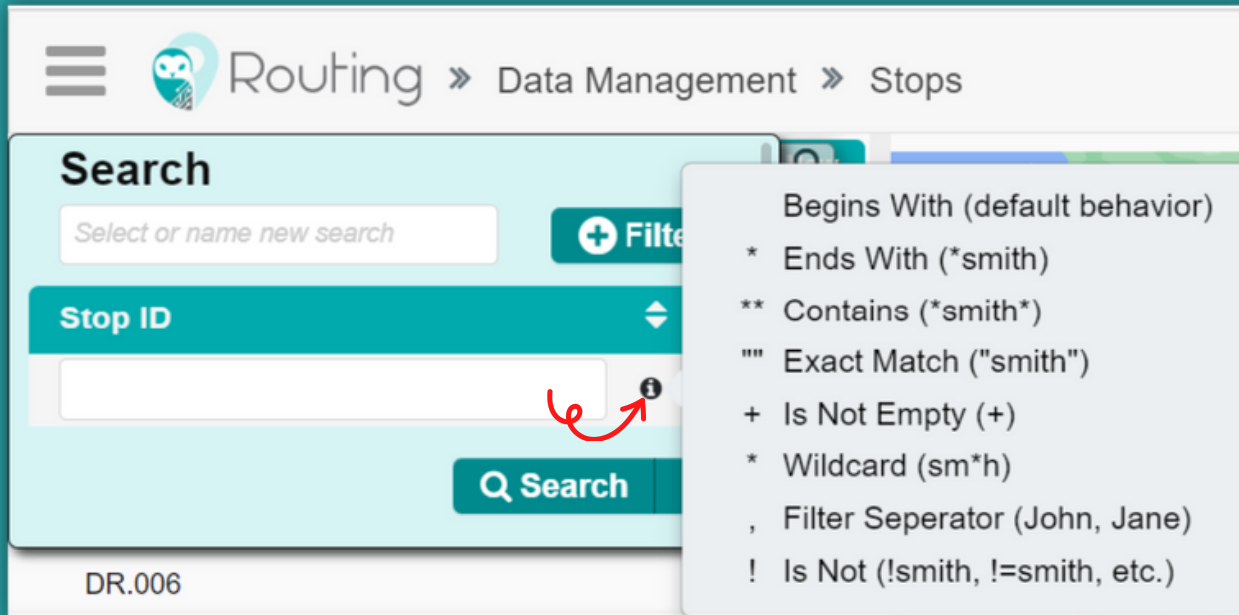 Routing » Data Management » Stops
Search
Select or name new search
Filte
Stop ID
Search
DR.006
Begins With (default behavior)
* Ends With (*smith)
** Contains (*smith*)
"" Exact Match ("smith")
+ Is Not Empty (+)
* Wildcard (sm*h)
, Filter Seperator (John, Jane)
! Is Not (!smith, !=smith, etc.)